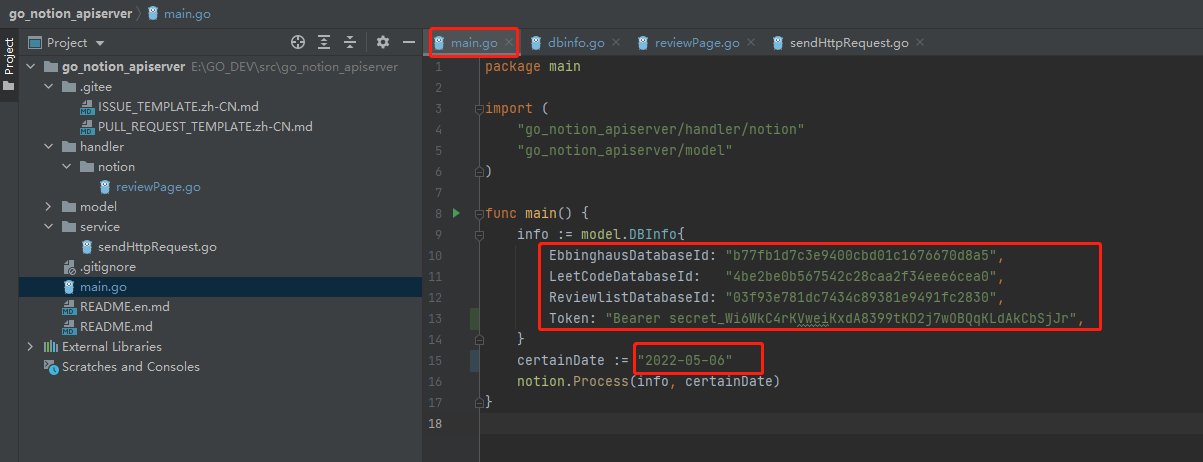 go_notion_apiserver main.go
Project
Project
main.go
dbinfo.go
reviewPage.go
sendHttpRequest.go
go_notion_apiserver E:\GO_DEV\src\go_notion_apiserver
.gitee
ISSUE_TEMPLATE.zh-CN.md
PULL_REQUEST_TEMPLATE.zh-CN.md
handler
notion
reviewPage.go
model
service
sendHttpRequest.go
.gitignore
main.go
README.en.md
README.md
External Libraries
Scratches and Consoles
1 package main
2
3 import (
4 "go_notion_apiserver/handler/notion"
5 "go_notion_apiserver/model"
6 )
7
8 func main() {
9 info := model.DBInfo{
10 EbbinghausDatabaseId: "b77fb1d7c3e9400cbd01c1676670d8a5",
11 LeetCodeDatabaseId: "4be2be0b567542c28caa2f34eee6cea0",
12 ReviewlistDatabaseId: "03f93e781dc7434c89381e9491fc2830",
13 Token: "Bearer secret_Wi6WkC4rKVweiKxdA8399tKD2j7wOBQqKLdAkCbSjJr",
14 }
15 certainDate := "2022-05-06"
16 notion.Process(info, certainDate)
17 }
18